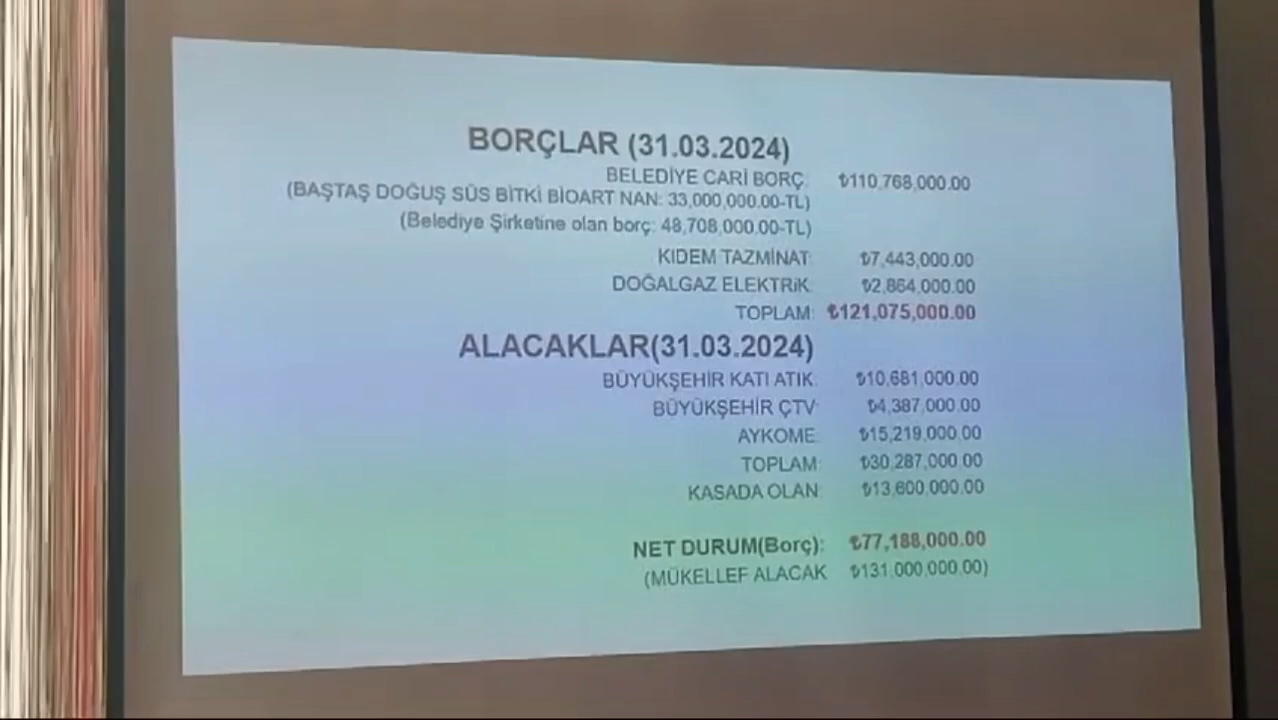 BORÇLAR (31.03.2024)
BELEDİYE CARİ BORÇ: ₺110,768,000.00
(BAŞTAŞ DOĞUŞ SÜS BİTKİ BİOART NAN: 33,000,000.00-TL)
(Belediye Şirketine olan borç: 48,708,000.00-TL)
KIDEM TAZMİNAT: ₺7,443,000.00
DOĞALGAZ ELEKTRiK: ₺2,864,000.00
TOPLAM: ₺121,075,000.00
ALACAKLAR(31.03.2024)
BÜYÜKŞEHİR KATI ATIK: ₺10,681,000.00
BÜYÜKŞEHİR ÇTV: ₺4,387,000.00
AYKOME: ₺15,219,000.00
TOPLAM: ₺30,287,000.00
KASADA OLAN: ₺13,600,000.00
NET DURUM(Borç): ₺77,188,000.00
(MÜKELLEF ALACAK ₺131,000,000.00)